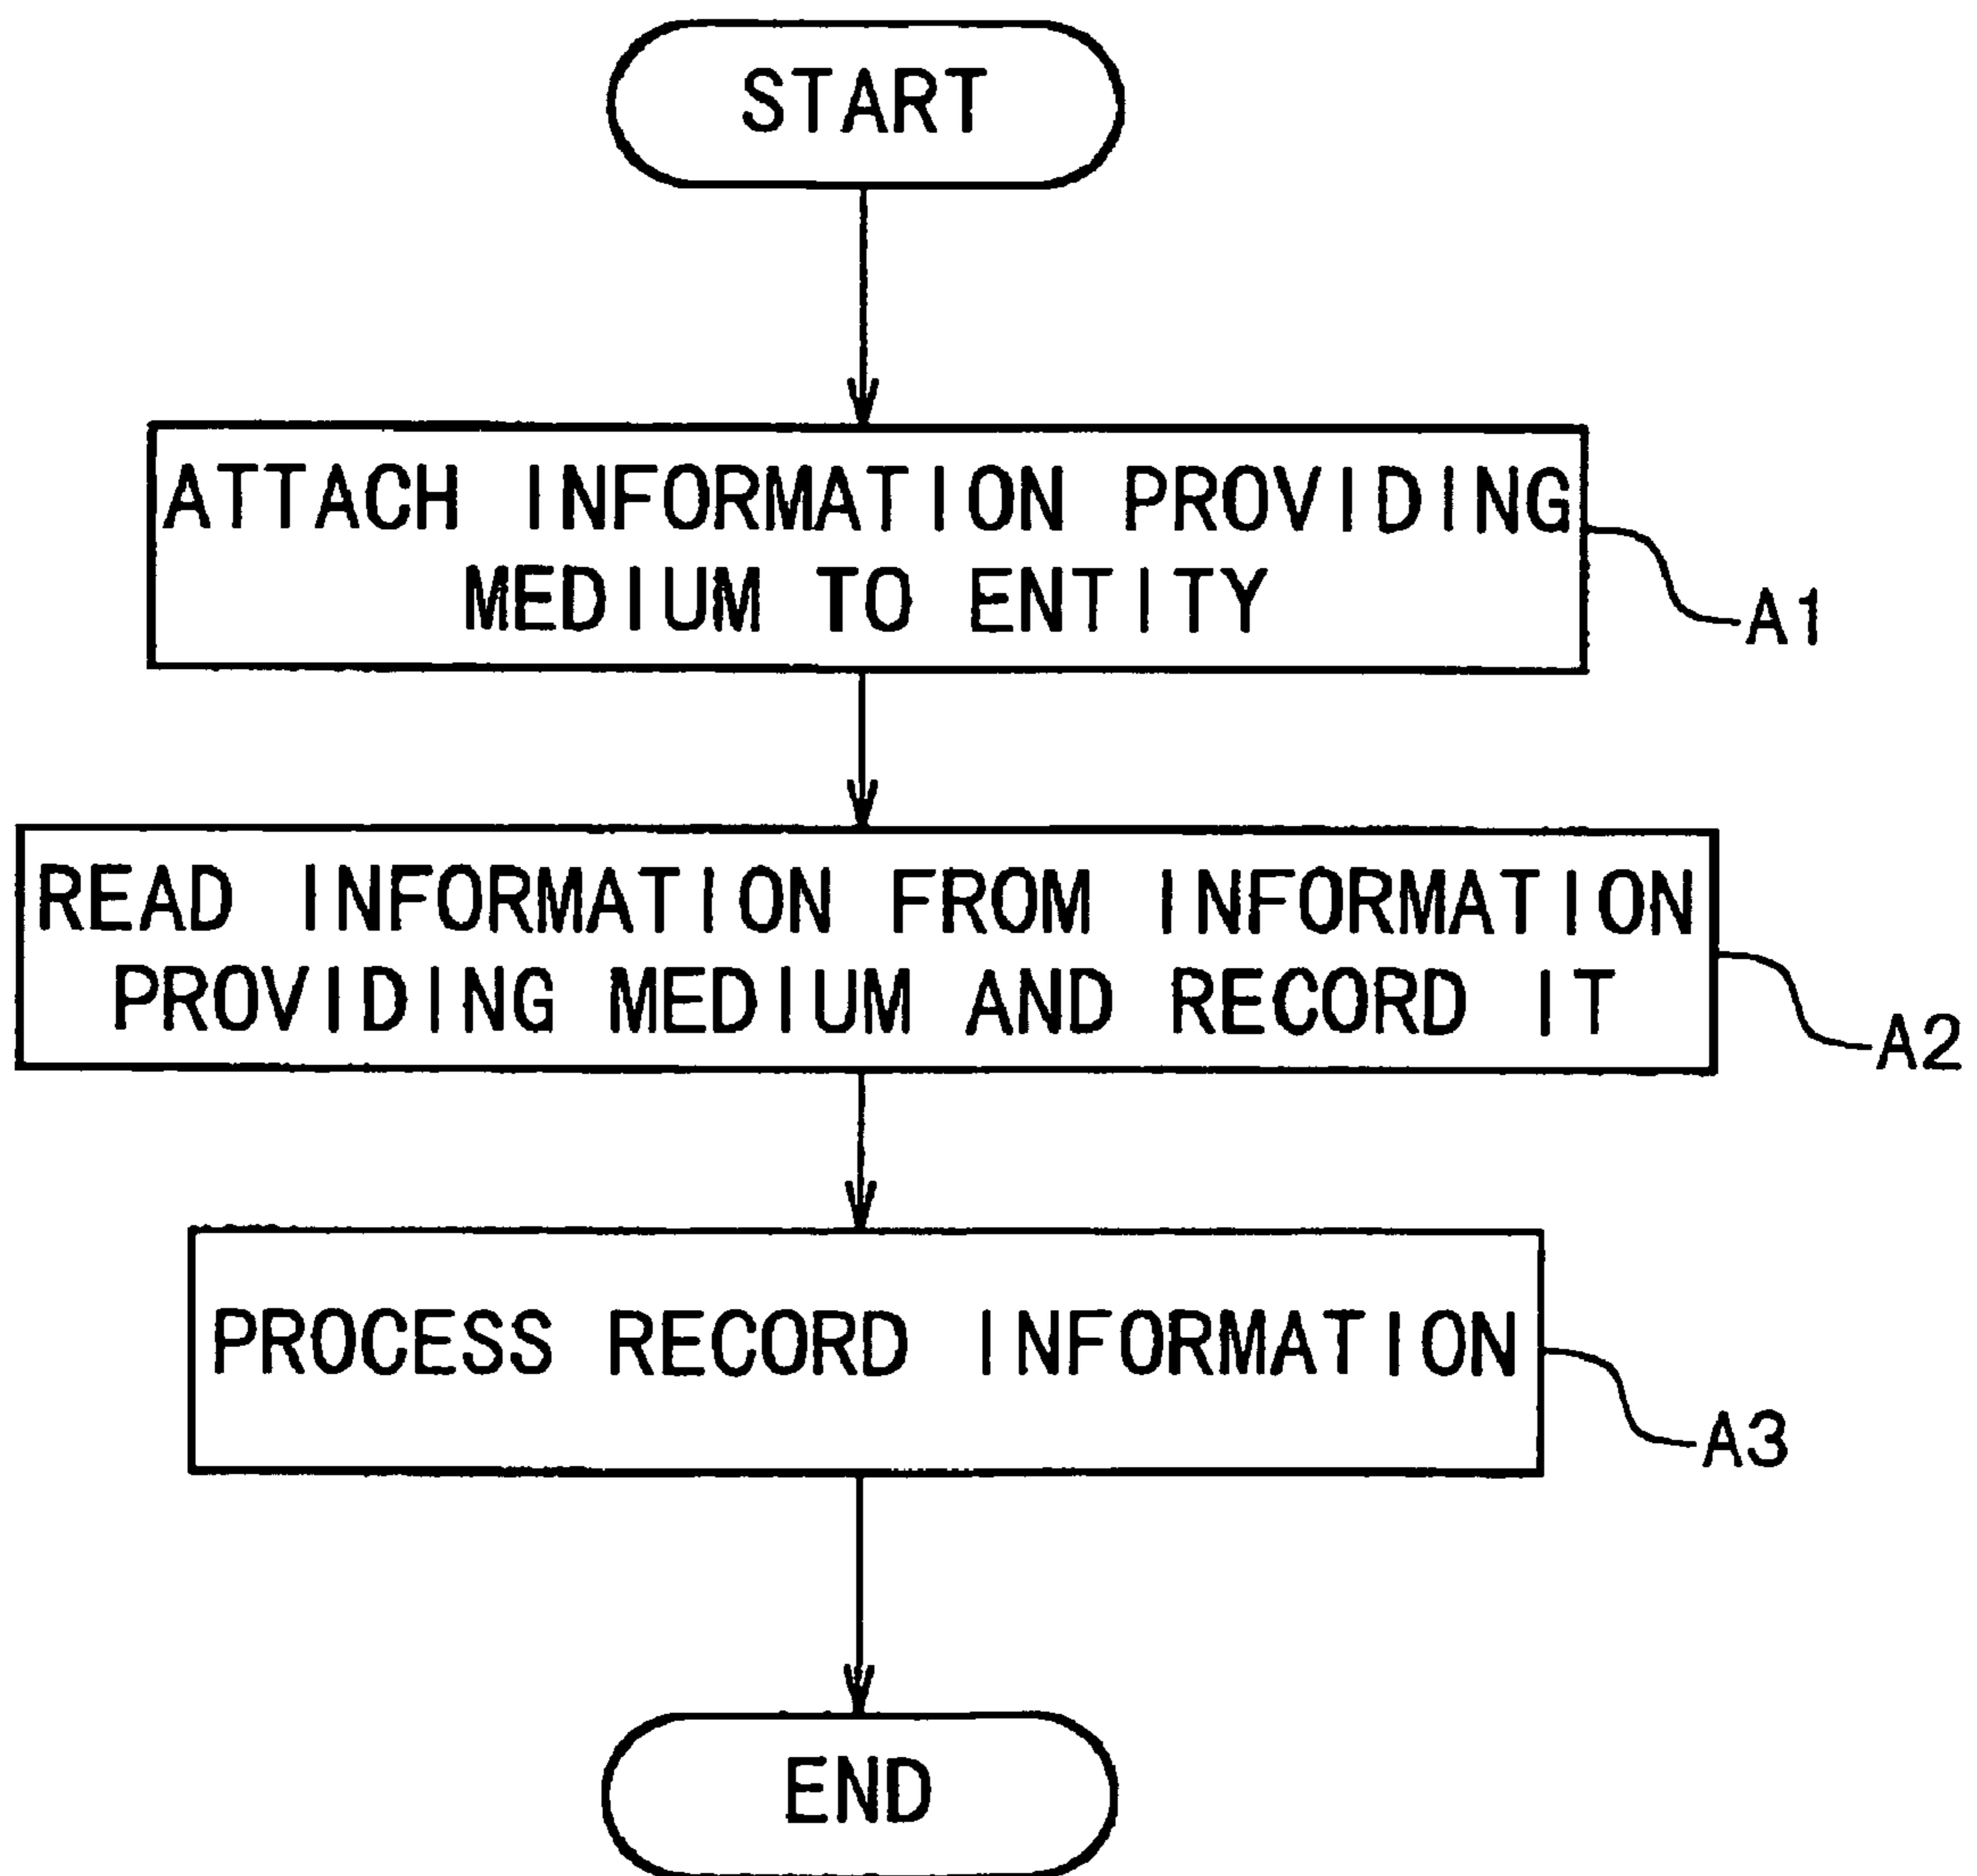 START
ATTACH INFORMATION PROVIDING
MEDIUM TO ENTITY
A1
READ INFORMATION FROM INFORMATION
PROVIDING MEDIUM AND RECORD IT
A2
PROCESS RECORD INFORMATION
A3
END